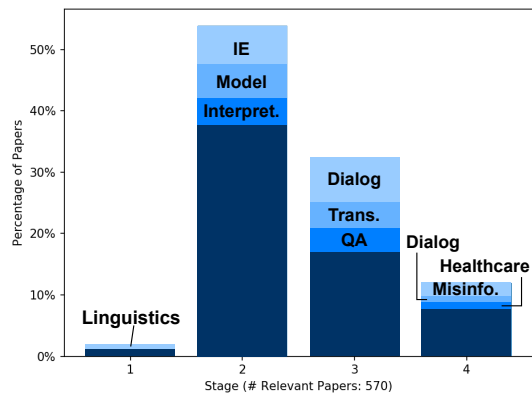 50%
40%
30%
20%
10%
0%
Percentage of Papers
IE
Model
Interpret.
Dialog
Trans.
QA
Dialog
Healthcare
Misinfo.
Linguistics
1 2 3 4
Stage (# Relevant Papers: 570)